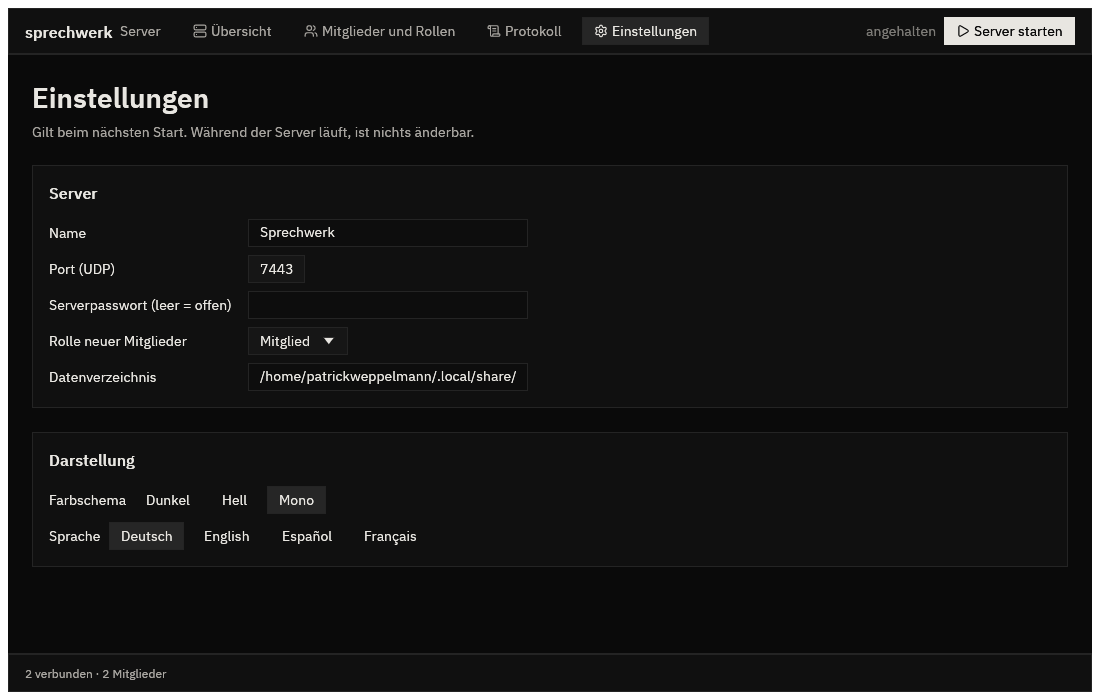 sprechwerk Server Übersicht Mitglieder und Rollen Protokoll Einstellungen angehalten Server starten
Einstellungen
Gilt beim nächsten Start. Während der Server läuft, ist nichts änderbar.
Server
Name Sprechwerk
Port (UDP) 7443
Serverpasswort (leer = offen)
Rolle neuer Mitglieder Mitglied
Datenverzeichnis /home/patrickweppelmann/.local/share/
Darstellung
Farbschema Dunkel Hell Mono
Sprache Deutsch English Español Français
2 verbunden · 2 Mitglieder